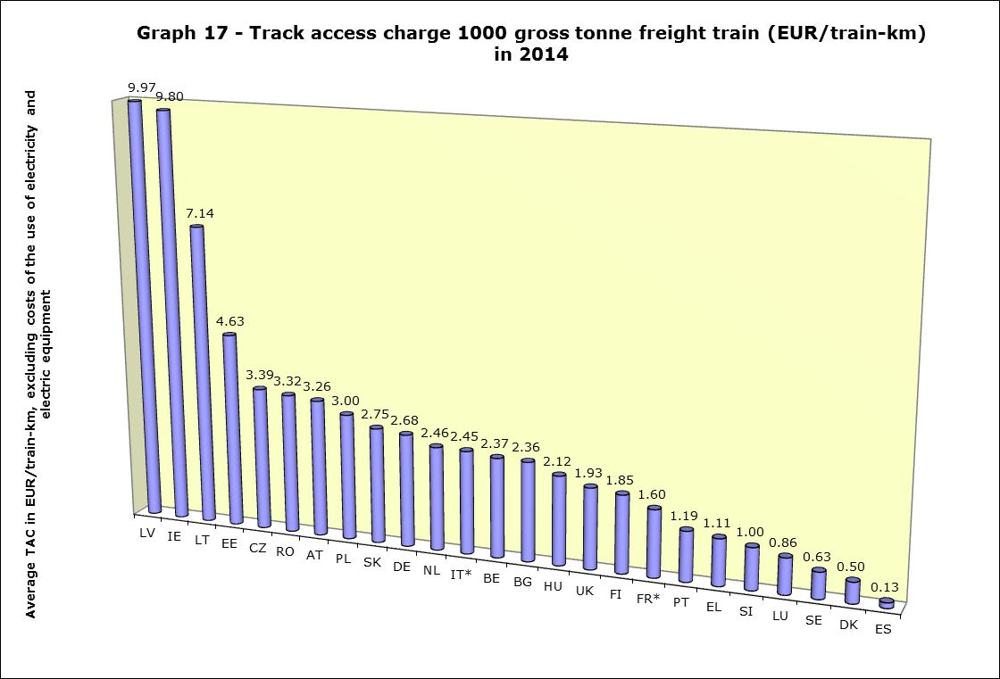 Graph 17 - Track access charge 1000 gross tonne freight train (EUR/train-km)
in 2014
Average TAC in EUR/train-km, excluding costs of the use of electricity and
electric equipment
9.97
9.80
7.14
4.63
3.39
3.32
3.26
3.00
2.75
2.68
2.46
2.45
2.37
2.36
2.12
1.93
1.85
1.60
1.19
1.11
1.00
0.86
0.63
0.50
0.13
LV
IE
LT
EE
CZ
RO
AT
PL
SK
DE
NL
IT*
BE
BG
HU
UK
FI
FR*
PT
EL
SI
LU
SE
DK
ES